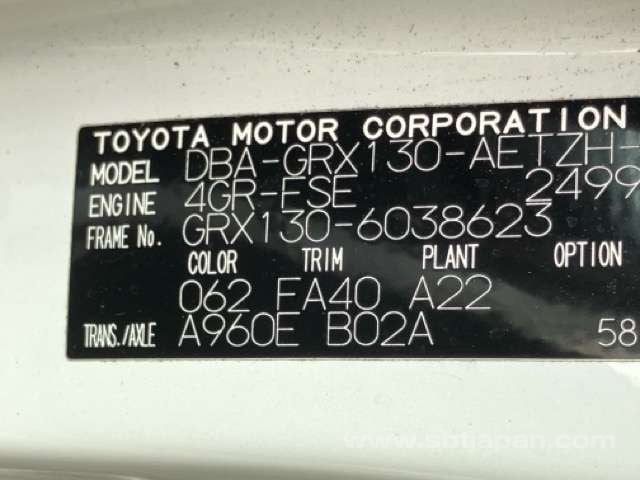 TOYOTA MOTOR CORPORATION
MODEL DBA-GRX130-AETZH-
ENGINE 4GR-FSE 2499
FRAME No. GRX130-6038623
COLOR TRIM PLANT OPTION
062 FA40 A22
TRANS./AXLE A960E B02A 58
www.sbtjapan.com